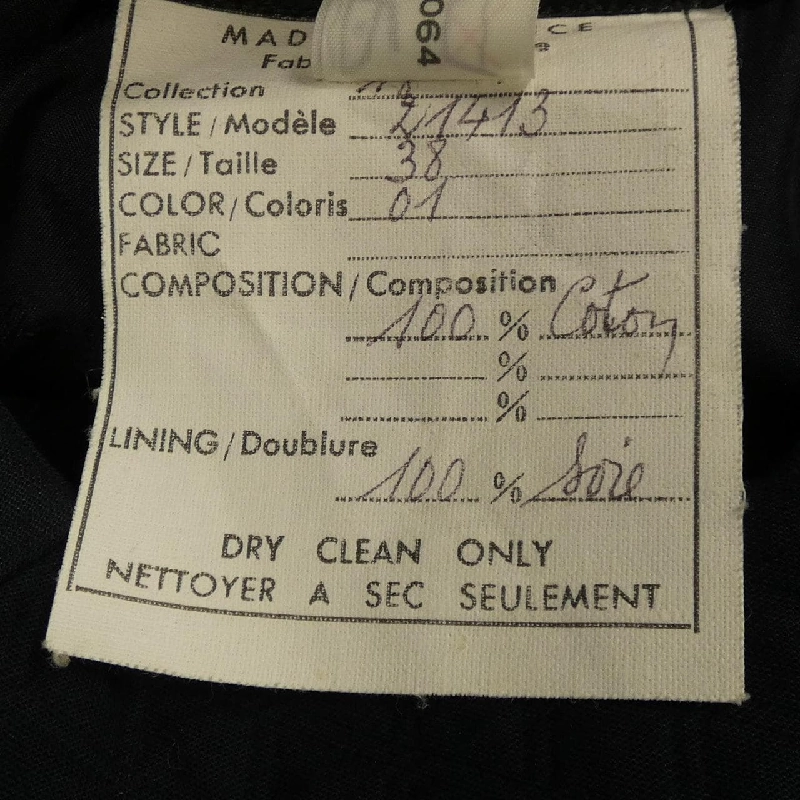 064
MAD CE
Fab e
Collection
STYLE / Modèle 21413
SIZE / Taille 38
COLOR / Coloris 01
FABRIC
COMPOSITION / Composition
100 % Coton
%
%
LINING / Doublure
100 % Soie
DRY CLEAN ONLY
NETTOYER A SEC SEULEMENT